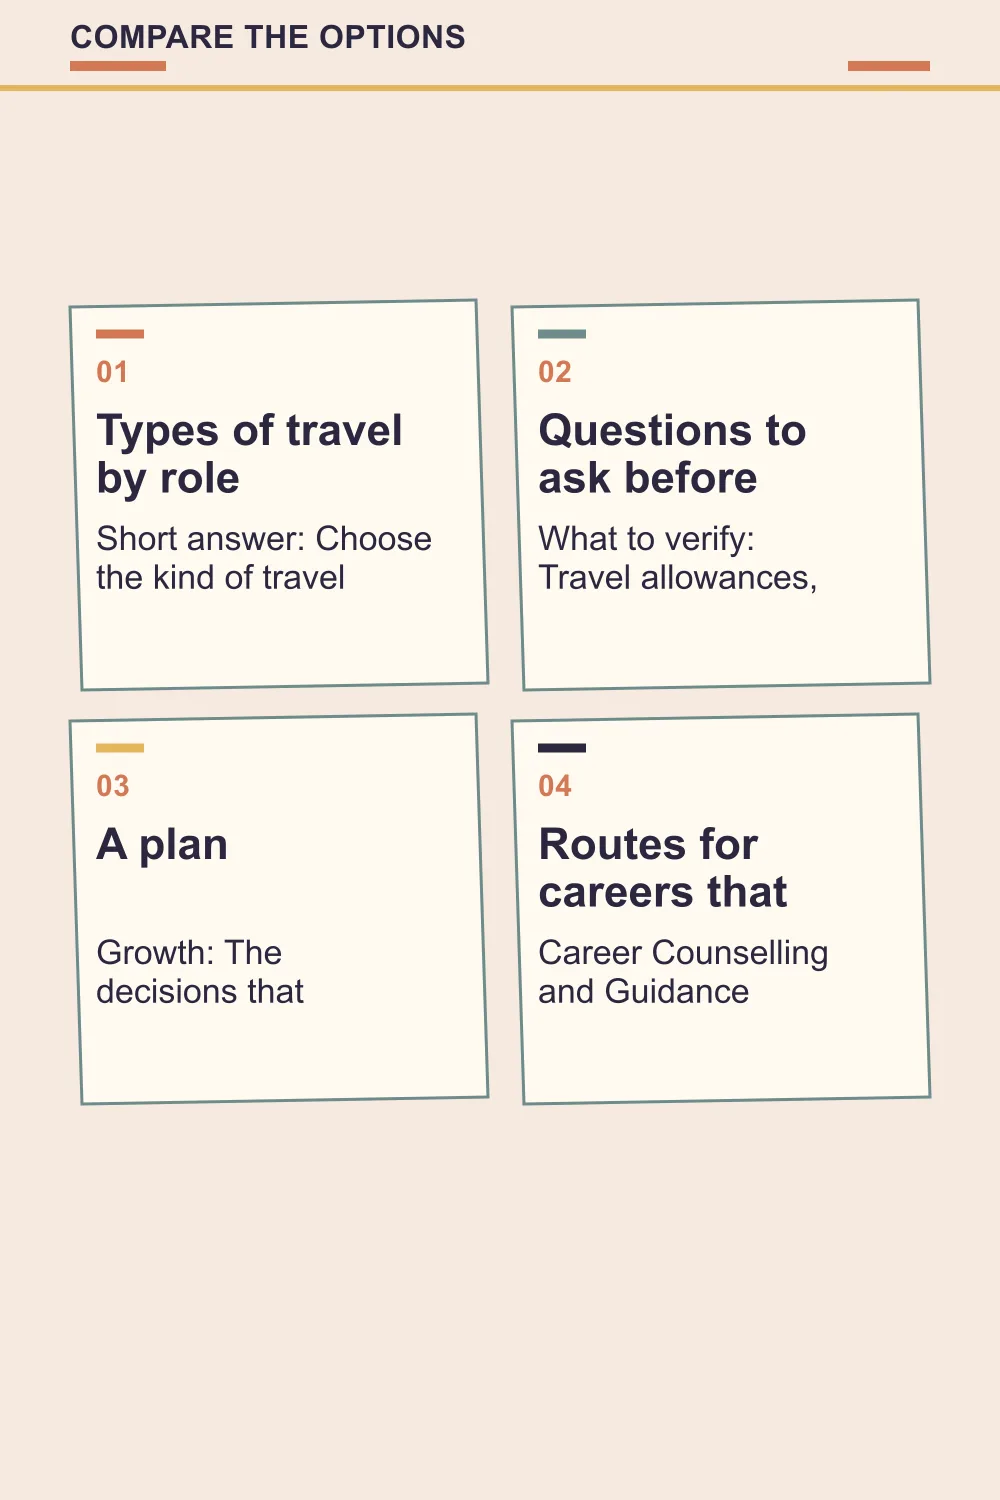 COMPARE THE OPTIONS
01
Types of travel
by role
Short answer: Choose
the kind of travel
02
Questions to
ask before
What to verify:
Travel allowances,
03
A plan
Growth: The
decisions that
04
Routes for
careers that
Career Counselling
and Guidance